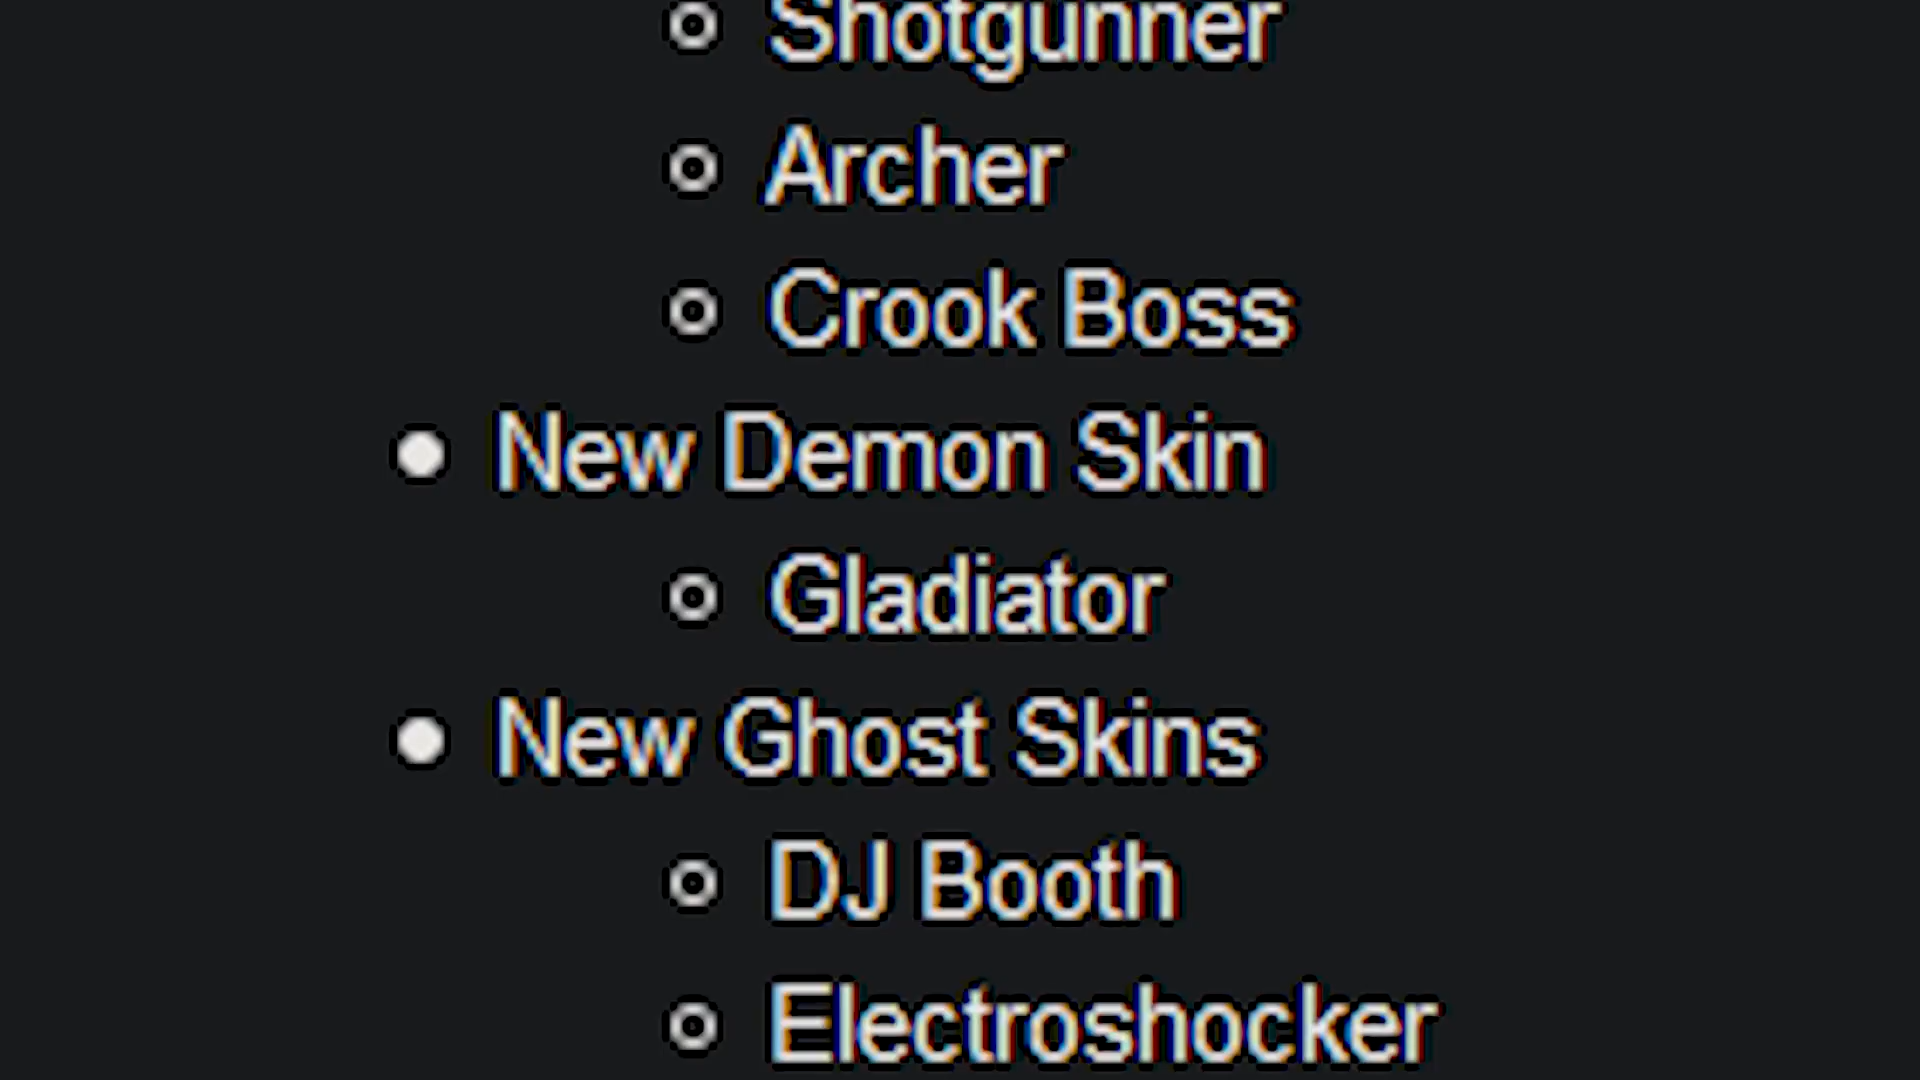 Shotgunner
Archer
Crook Boss
New Demon Skin
Gladiator
New Ghost Skins
DJ Booth
Electroshocker